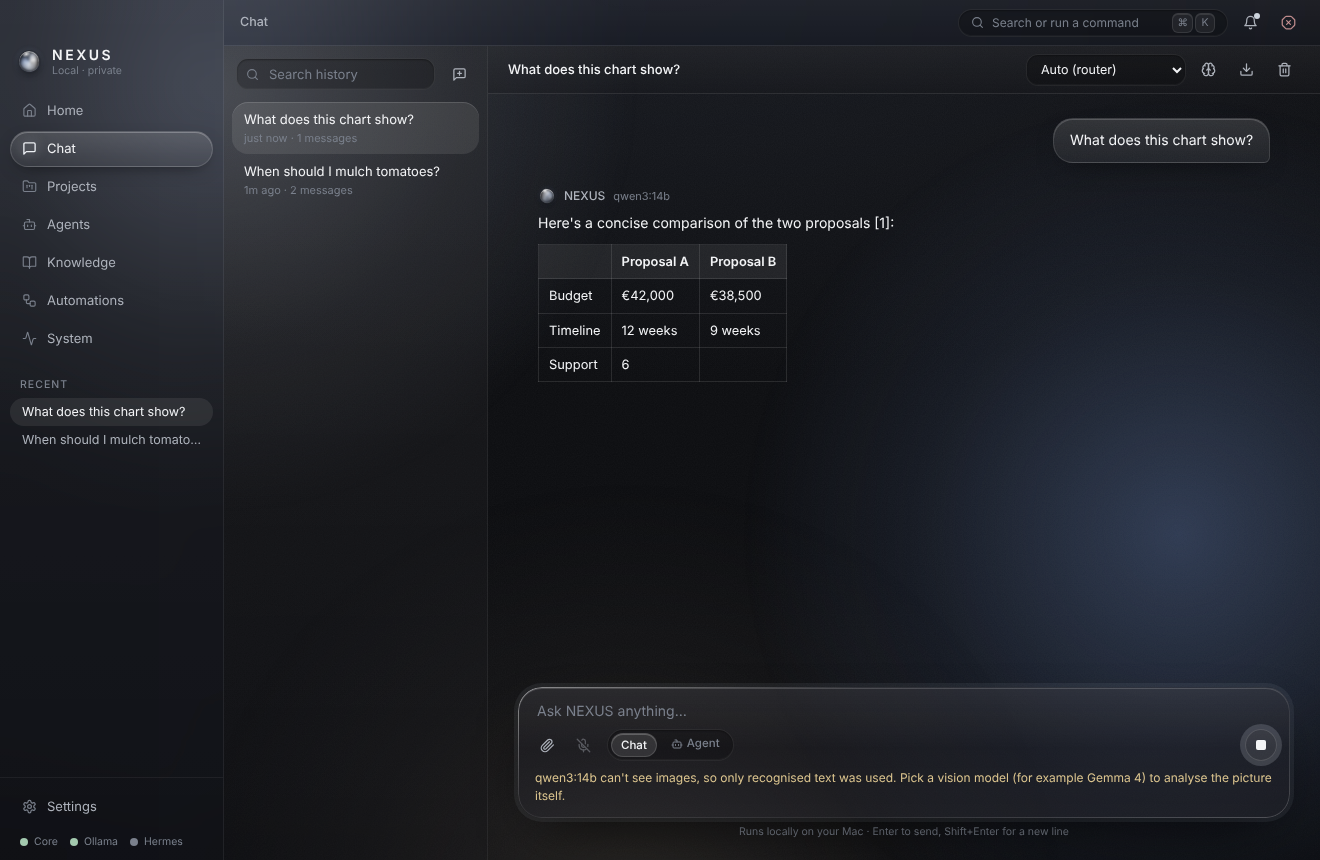 NEXUS
Local · private
Home
Chat
Projects
Agents
Knowledge
Automations
System
RECENT
What does this chart show?
When should I mulch tomato...
Settings
Core Ollama Hermes
Chat
Search or run a command ⌘ K
Search history
What does this chart show?
just now · 1 messages
When should I mulch tomatoes?
1m ago · 2 messages
What does this chart show?
Auto (router)
What does this chart show?
NEXUS qwen3:14b
Here's a concise comparison of the two proposals [1]:
Proposal A Proposal B
Budget €42,000 €38,500
Timeline 12 weeks 9 weeks
Support 6
Ask NEXUS anything...
Chat Agent
qwen3:14b can't see images, so only recognised text was used. Pick a vision model (for example Gemma 4) to analyse the picture
itself.
Runs locally on your Mac · Enter to send, Shift+Enter for a new line